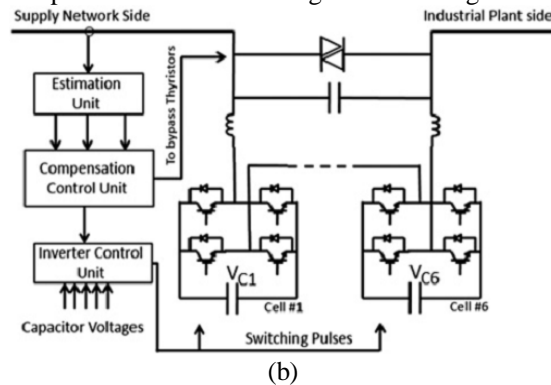 Supply Network Side
Industrial Plant side
Estimation
Unit
To bypass Thyristors
Compensation
Control Unit
Inverter Control
Unit
VC1
VC6
Cell #1
Cell #6
Capacitor Voltages
Switching Pulses
(b)